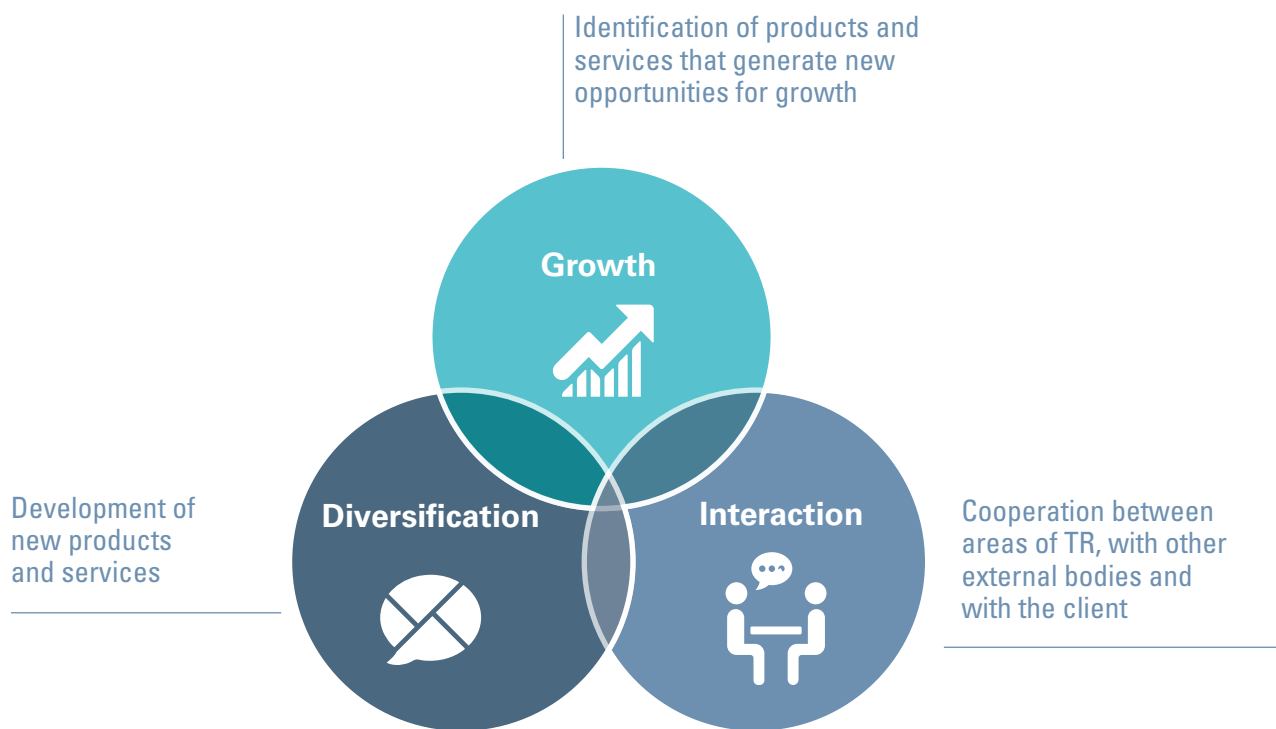 Identification of products and
services that generate new
opportunities for growth
Growth
Diversification
Interaction
Development of
new products
and services
Cooperation between
areas of TR, with other
external bodies and
with the client